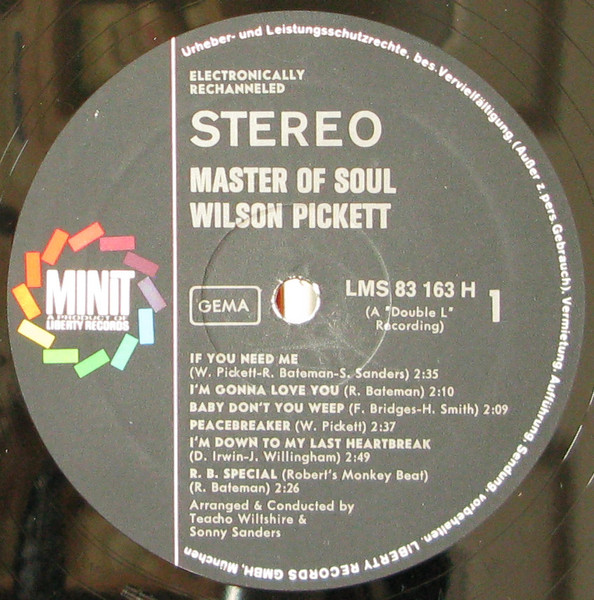 Urheber- und Leistungsschutzrechte, bes. Vervielfältigung, (Außer z. pers. Gebrauch), Vermietung, Aufführung, Sendung, vorbehalten. LIBERTY RECORDS GMBH, München
ELECTRONICALLY
RECHANNELED
STEREO
MASTER OF SOUL
WILSON PICKETT
MINIT
A PRODUCT OF
LIBERTY RECORDS
GEMA
LMS 83 163 H
1
(A "Double L"
Recording)
IF YOU NEED ME
(W. Pickett-R. Bateman-S. Sanders) 2:35
I'M GONNA LOVE YOU (R. Bateman) 2:10
BABY DON'T YOU WEEP (F. Bridges-H. Smith) 2:09
PEACEBREAKER (W. Pickett) 2:37
I'M DOWN TO MY LAST HEARTBREAK
(D. Irwin-J. Willingham) 2:49
R. B. SPECIAL (Robert's Monkey Beat)
(R. Bateman) 2:26
Arranged & Conducted by
Teacho Wiltshire &
Sonny Sanders